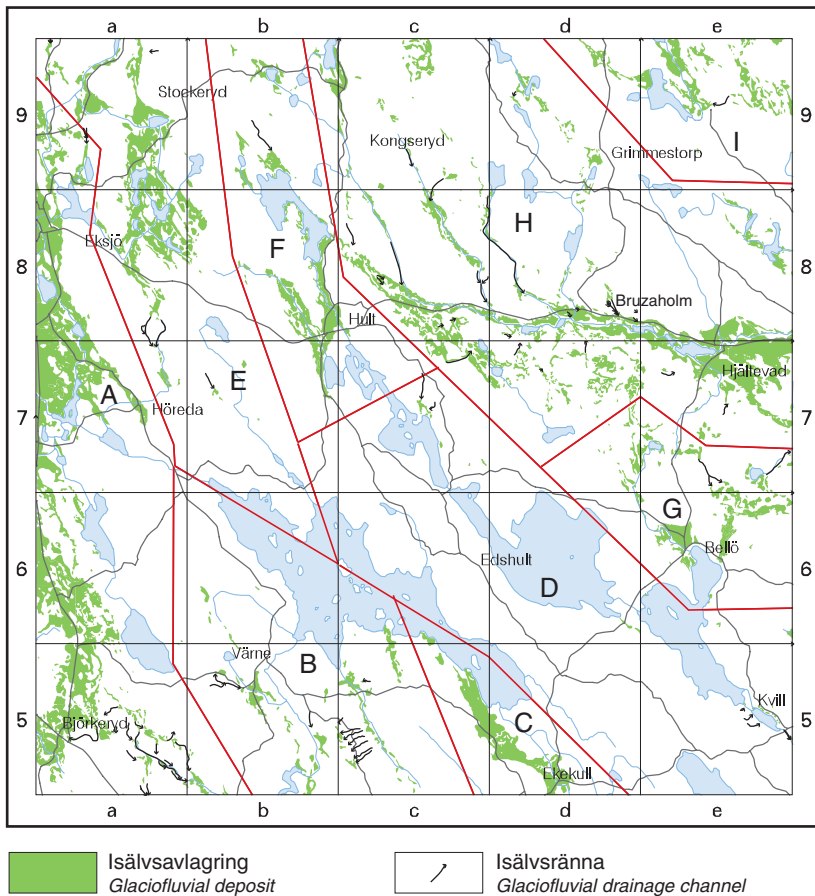 a b c d e
9 Stockeryd Kongseryd Grimmestorp I 9
8 Eksjö F H Bruzaholm 8
Hult
7 A Höreda E Hjältevad 7
G
6 Edshult D Bellö 6
5 Värne B C Kvill 5
Björkeryd Ekekull
a b c d e
Isälvsavlagring
Glaciofluvial deposit
Isälvsränna
Glaciofluvial drainage channel